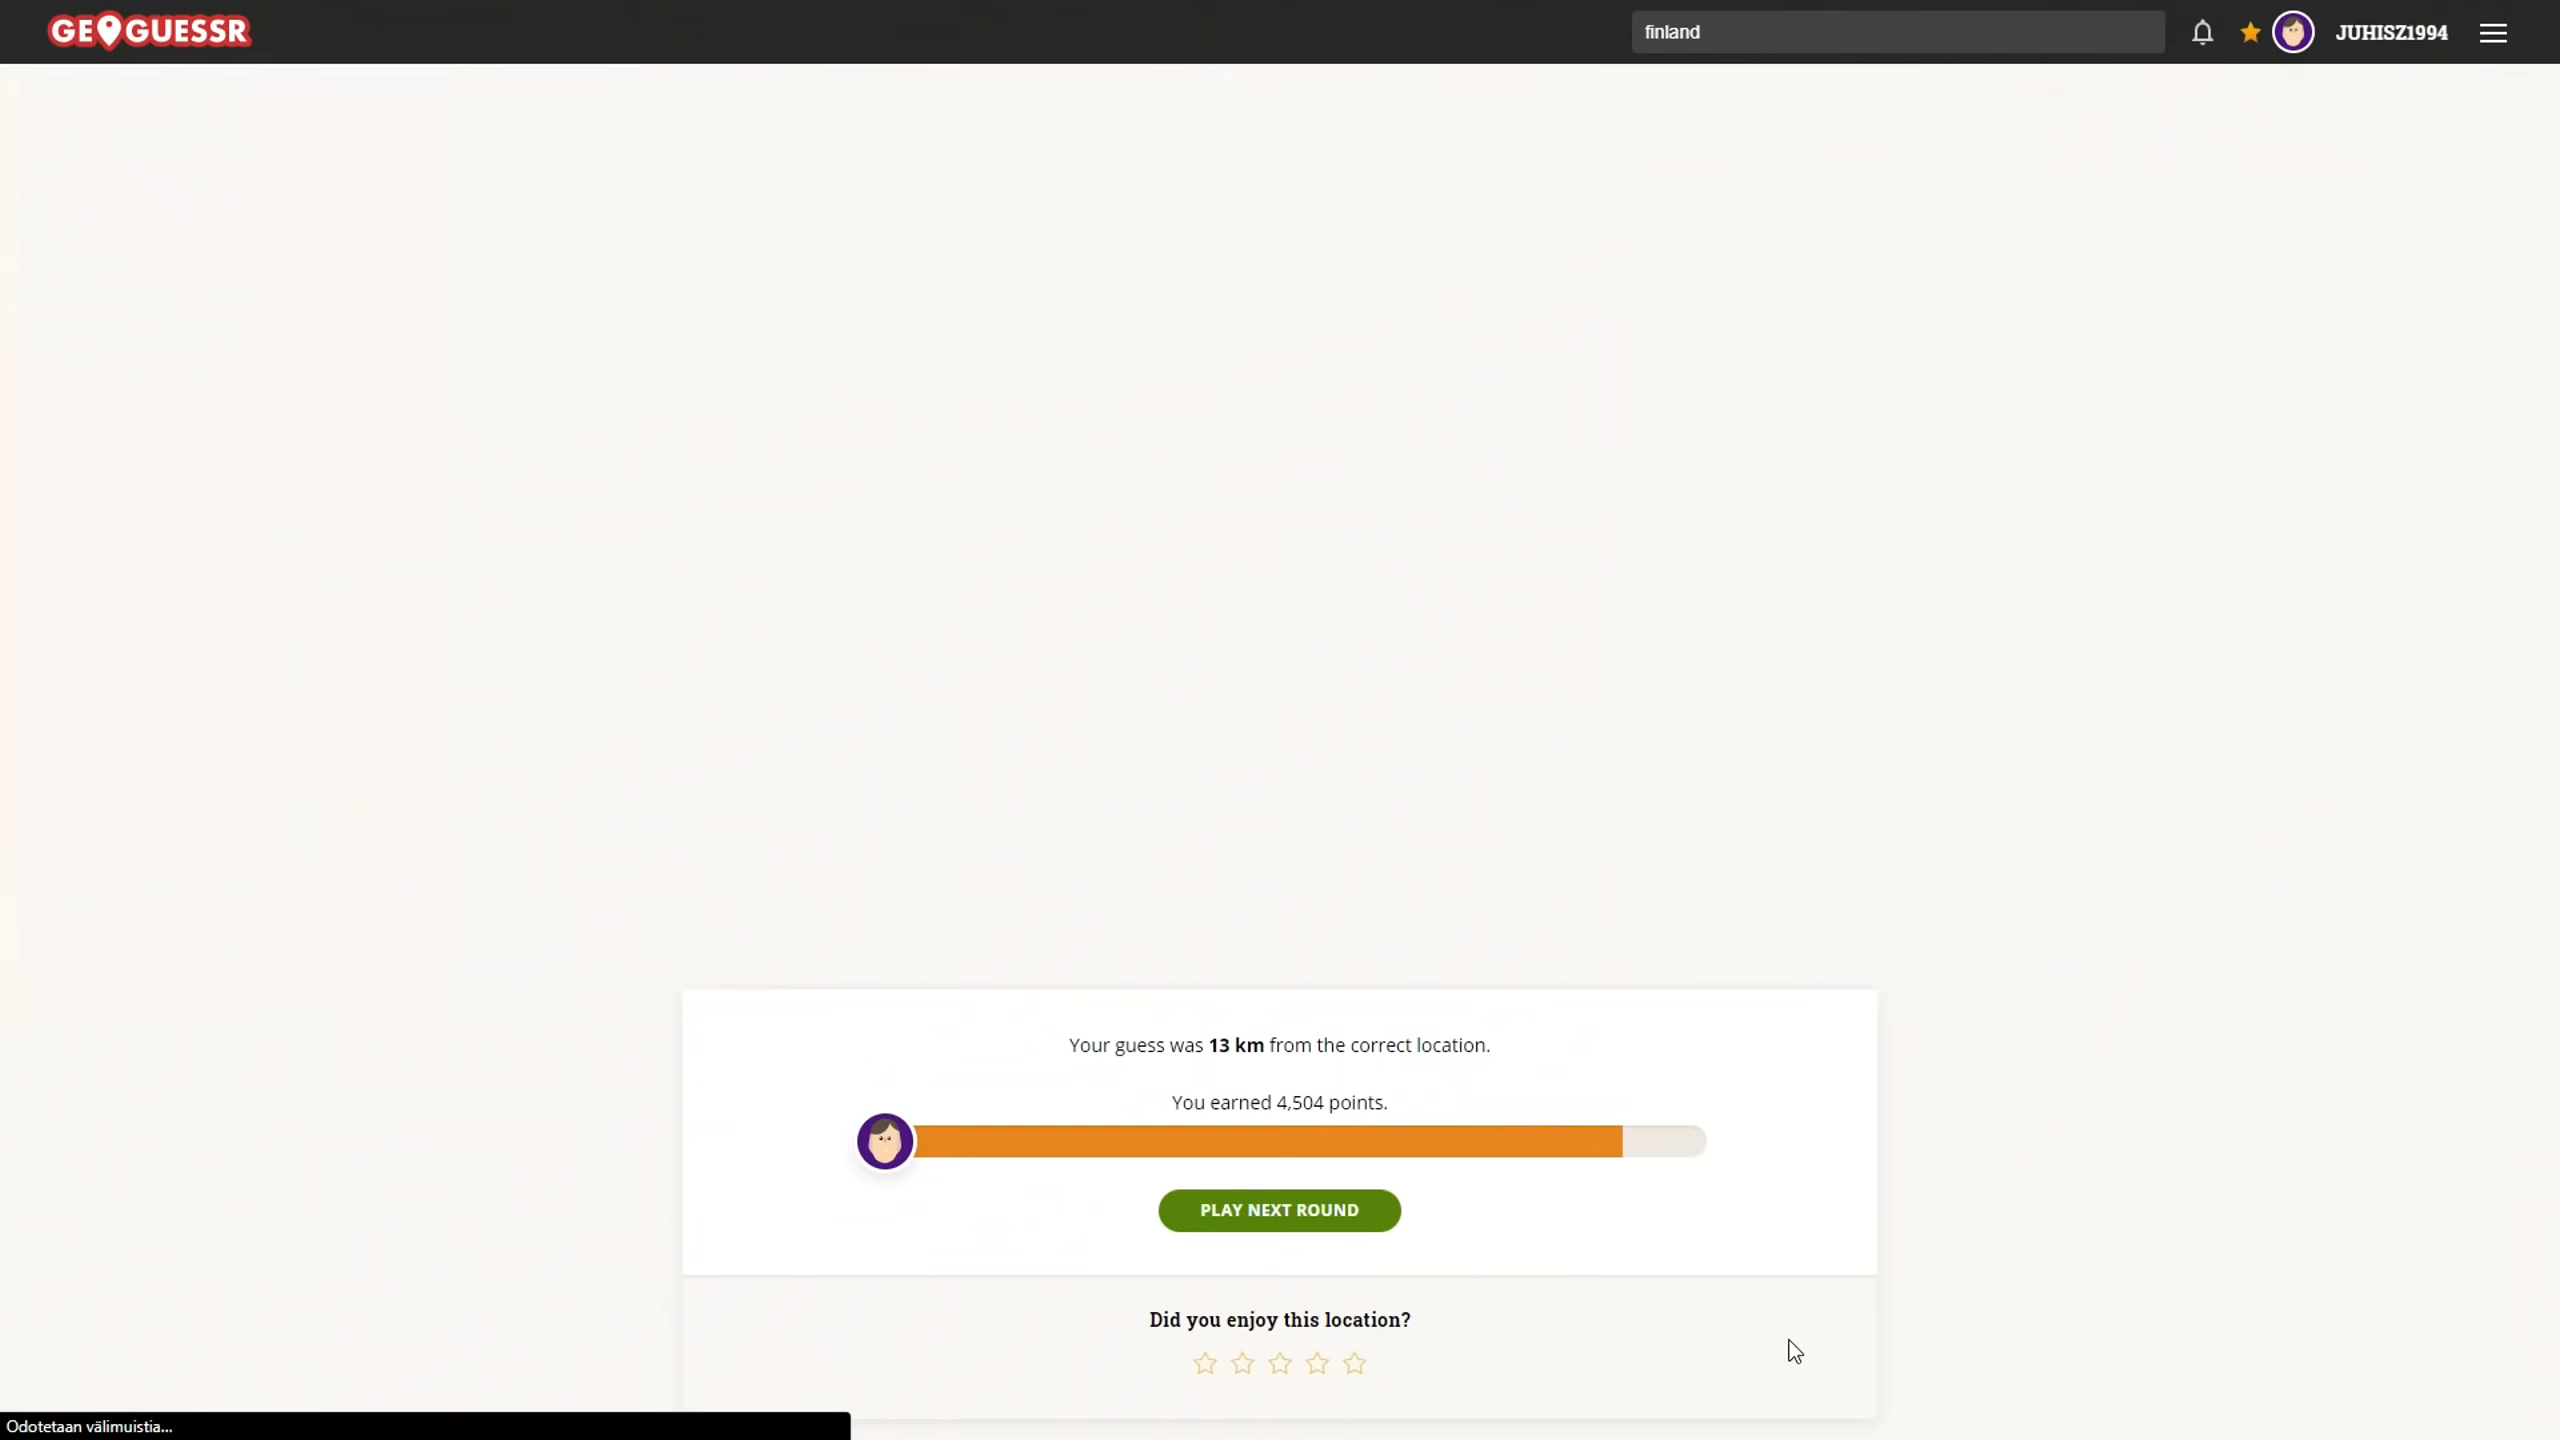 GEOGUESSR
finland
JUHISZ1994
Your guess was 13 km from the correct location.
You earned 4,504 points.
PLAY NEXT ROUND
Did you enjoy this location?
Odotetaan välimuistia...